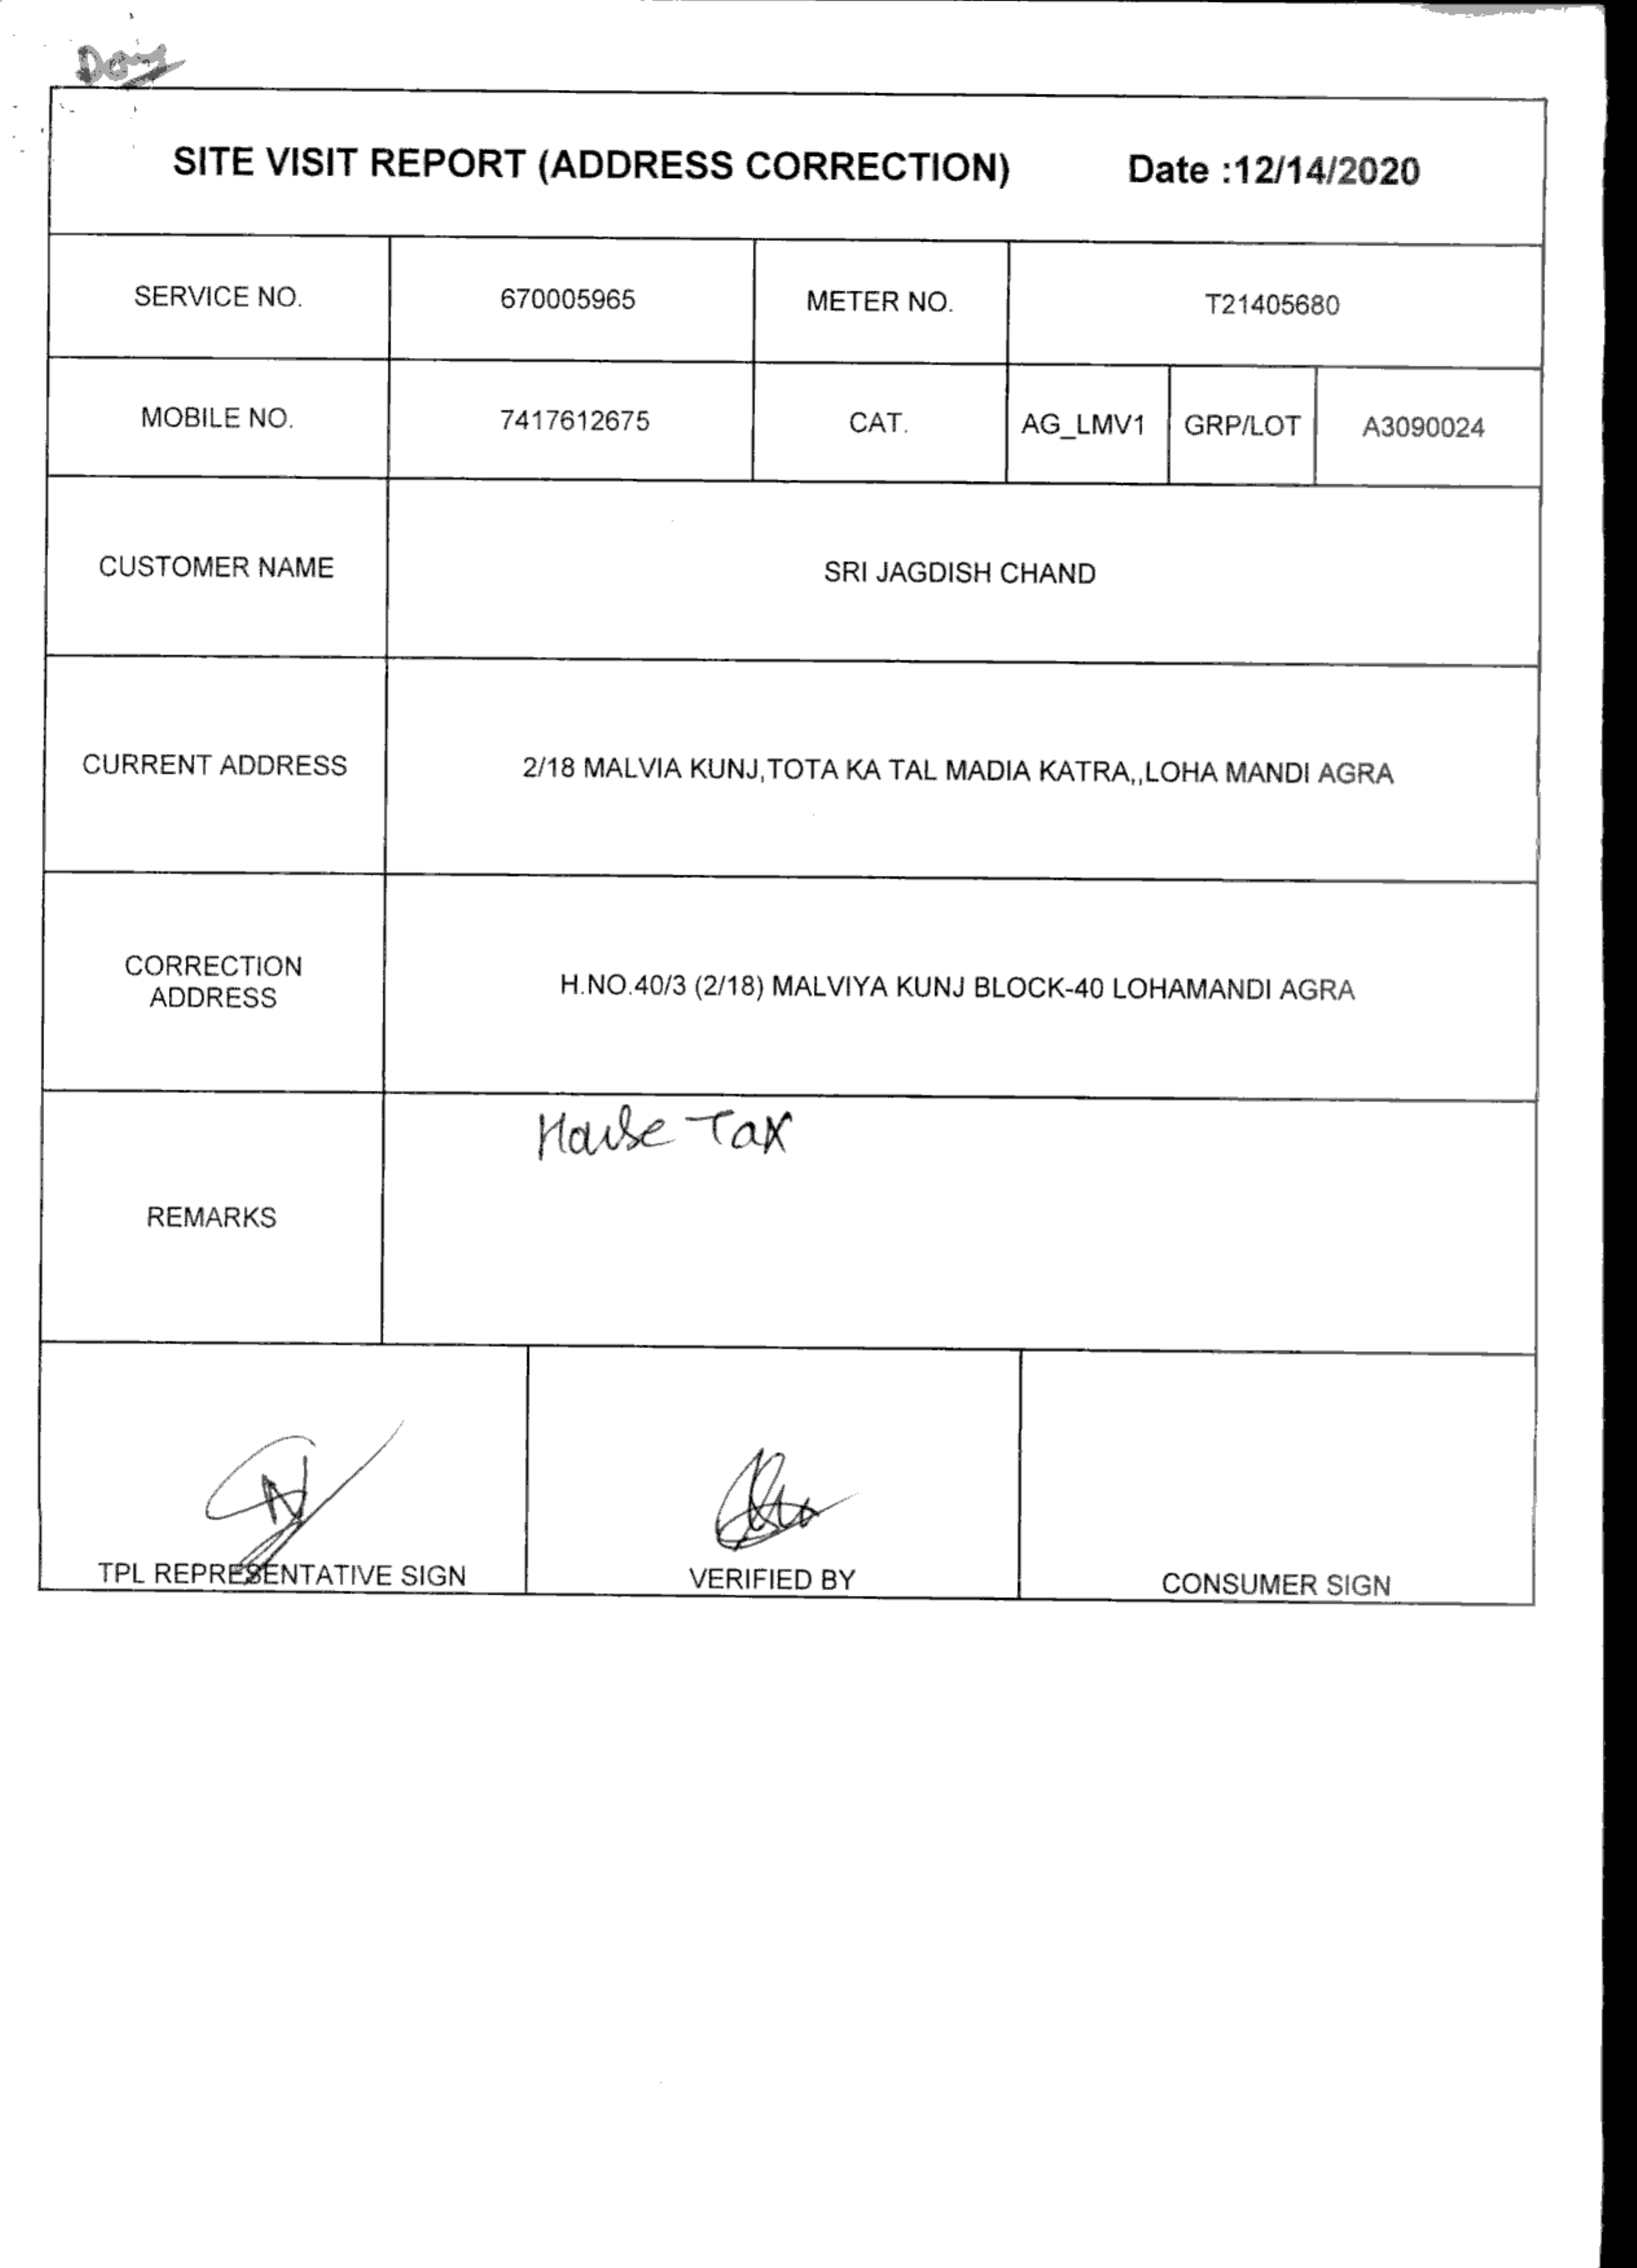 Done
SITE VISIT REPORT (ADDRESS CORRECTION) Date :12/14/2020
SERVICE NO. 670005965 METER NO. T21405680
MOBILE NO. 7417612675 CAT. AG_LMV1 GRP/LOT A3090024
CUSTOMER NAME SRI JAGDISH CHAND
CURRENT ADDRESS 2/18 MALVIA KUNJ,TOTA KA TAL MADIA KATRA,,LOHA MANDI AGRA
CORRECTION
ADDRESS H.NO.40/3 (2/18) MALVIYA KUNJ BLOCK-40 LOHAMANDI AGRA
House Tax
REMARKS
TPL REPRESENTATIVE SIGN VERIFIED BY CONSUMER SIGN